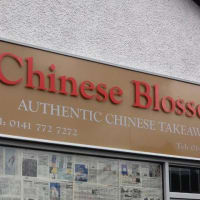 Chinese Blosso
AUTHENTIC CHINESE TAKEAW
l: 0141 772 7272